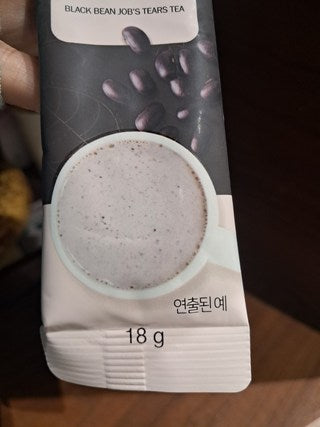 BLACK BEAN JOB'S TEARS TEA
연출된 예
18 g